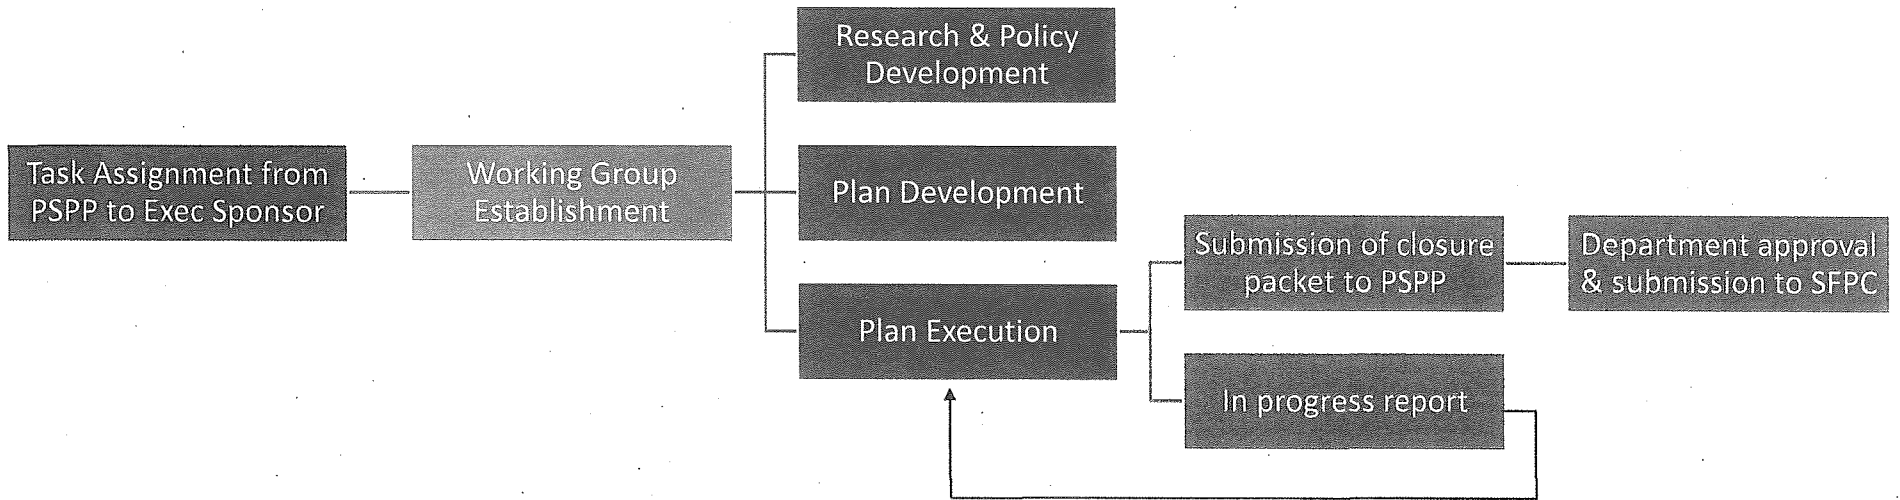 Research & Policy
Development
Task Assignment from
PSPP to Exec Sponsor
Working Group
Establishment
Plan Development
Submission of closure
packet to PSPP
Department approval
& submission to SFPC
Plan Execution
In progress report